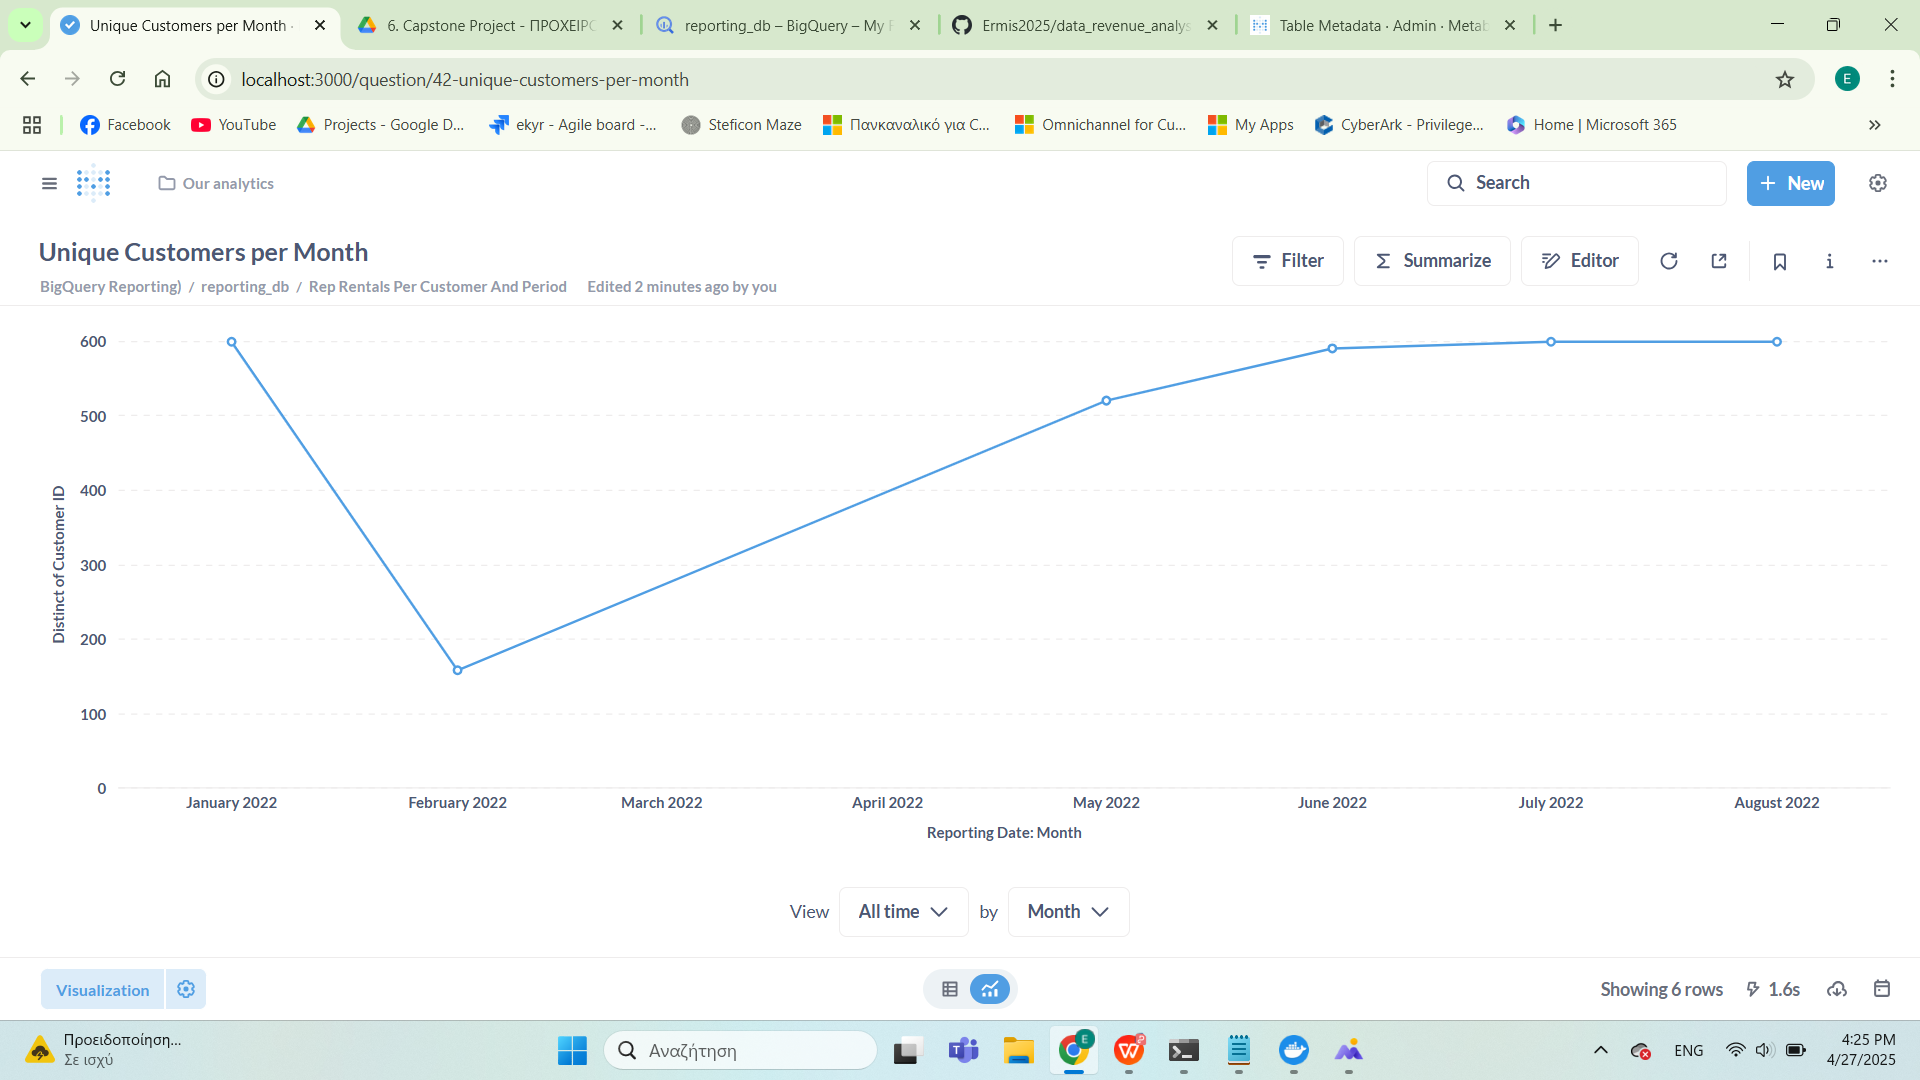 Unique Customers per Month ·
6. Capstone Project - ΠΡΟΧΕΙΡΟ
reporting_db – BigQuery – My P
Ermis2025/data_revenue_analys
Table Metadata · Admin · Metab
localhost:3000/question/42-unique-customers-per-month
E
Facebook
YouTube
Projects - Google D...
ekyr - Agile board -...
Steficon Maze
Πανκαναλικό για C...
Omnichannel for Cu...
My Apps
CyberArk - Privilege...
Home | Microsoft 365
Our analytics
Search
New
Unique Customers per Month
Filter
Summarize
Editor
BigQuery Reporting) / reporting_db / Rep Rentals Per Customer And Period Edited 2 minutes ago by you
600
500
400
300
200
100
0
Distinct of Customer ID
January 2022
February 2022
March 2022
April 2022
May 2022
June 2022
July 2022
August 2022
Reporting Date: Month
View All time by Month
Visualization
Showing 6 rows
1.6s
Προειδοποίηση...
Σε ισχύ
Αναζήτηση
E
ENG
4:25 PM
4/27/2025